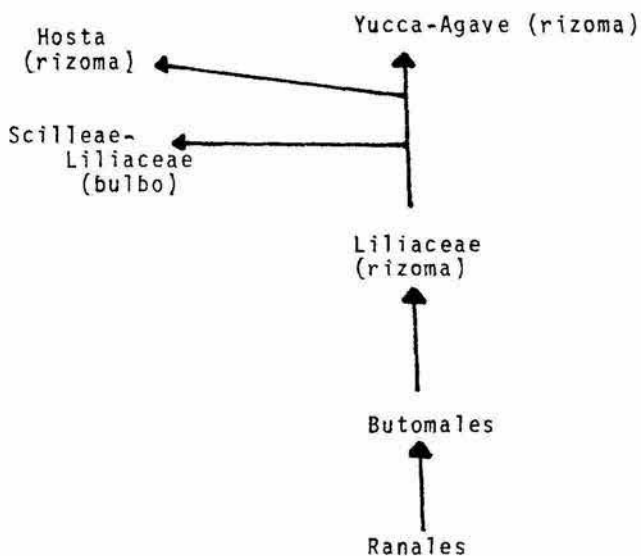 Hosta
(rizoma)
Yucca-Agave (rizoma)
Scilleae-
Liliaceae
(bulbo)
Liliaceae
(rizoma)
Butomales
Ranales